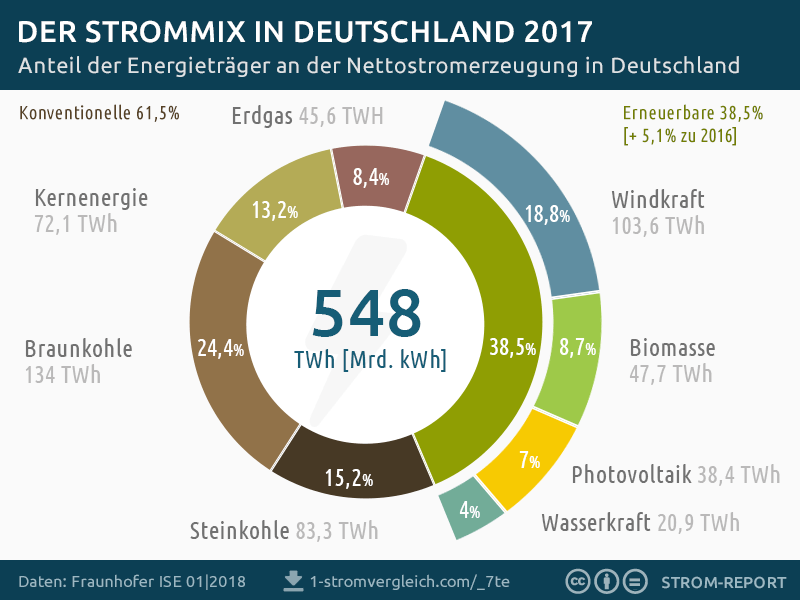 DER STROMMIX IN DEUTSCHLAND 2017
Anteil der Energieträger an der Nettostromerzeugung in Deutschland
Konventionelle 61,5%
Erdgas 45,6 TWH
Erneuerbare 38,5%
[+ 5,1% zu 2016]
Kernenergie
72,1 TWh
13,2%
8,4%
18,8%
Windkraft
103,6 TWh
548
TWh [Mrd. kWh]
Braunkohle
134 TWh
24,4%
38,5%
8,7%
Biomasse
47,7 TWh
15,2%
7%
4%
Photovoltaik 38,4 TWh
Wasserkraft 20,9 TWh
Steinkohle 83,3 TWh
Daten: Fraunhofer ISE 01|2018
1-stromvergleich.com/_7te
cc
STROM-REPORT